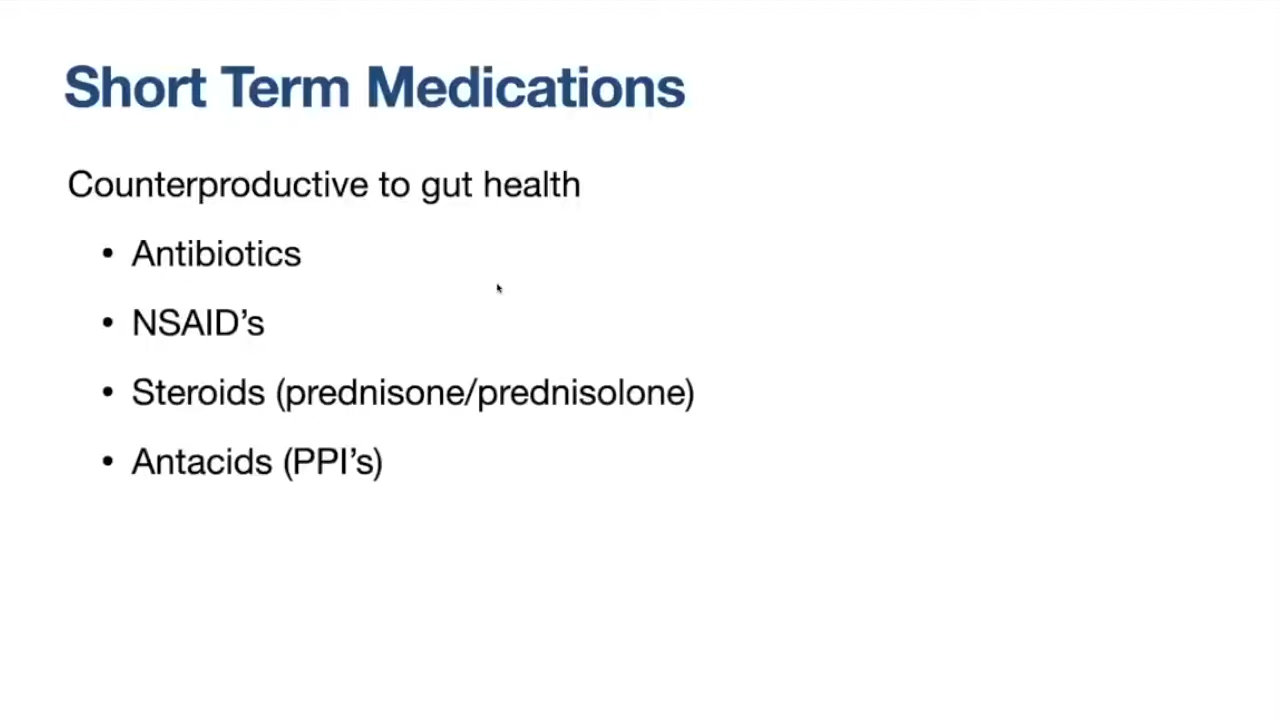 Short Term Medications
Counterproductive to gut health
• Antibiotics
• NSAID’s
• Steroids (prednisone/prednisolone)
• Antacids (PPI’s)